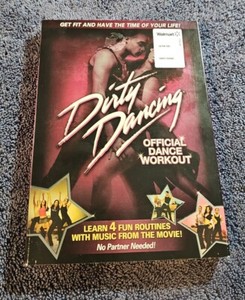 GET FIT AND HAVE THE TIME OF YOUR LIFE!
Walmart
Dirty Dancing
OFFICIAL
DANCE
WORKOUT
LEARN 4 FUN ROUTINES
WITH MUSIC FROM THE MOVIE!
No Partner Needed!